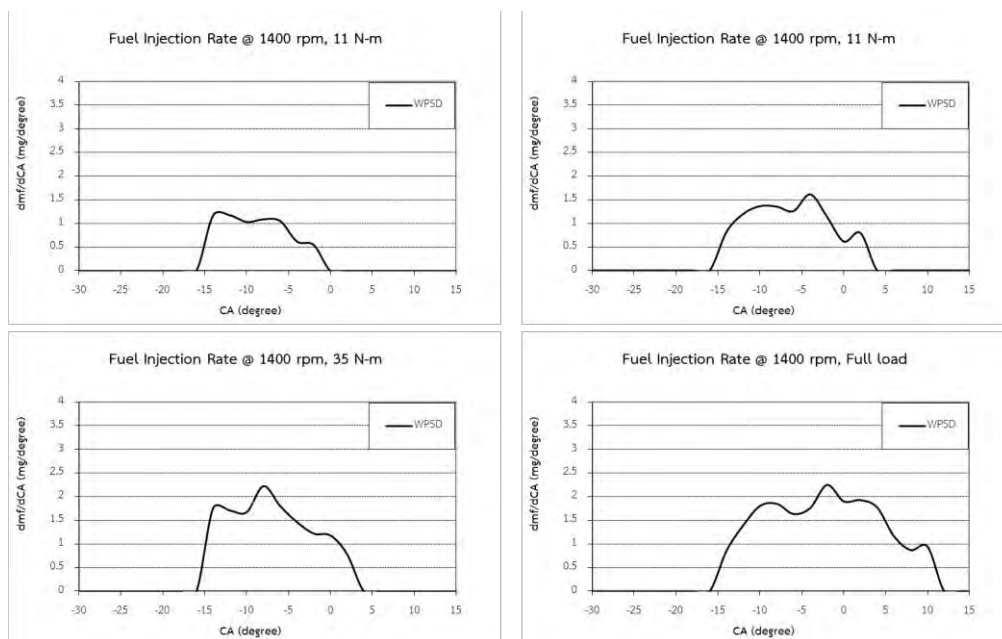 Fuel Injection Rate @ 1400 rpm, 11 N-m
dmf/dCA (mg/degree)
4
3.5
3
2.5
2
1.5
1
0.5
0
WPSD
-30 -25 -20 -15 -10 -5 0 5 10 15
CA (degree)
Fuel Injection Rate @ 1400 rpm, 11 N-m
dmf/dCA (mg/degree)
4
3.5
3
2.5
2
1.5
1
0.5
0
WPSD
-30 -25 -20 -15 -10 -5 0 5 10 15
CA (degree)
Fuel Injection Rate @ 1400 rpm, 35 N-m
dmf/dCA (mg/degree)
4
3.5
3
2.5
2
1.5
1
0.5
0
WPSD
-30 -25 -20 -15 -10 -5 0 5 10 15
CA (degree)
Fuel Injection Rate @ 1400 rpm, Full load
dmf/dCA (mg/degree)
4
3.5
3
2.5
2
1.5
1
0.5
0
WPSD
-30 -25 -20 -15 -10 -5 0 5 10 15
CA (degree)